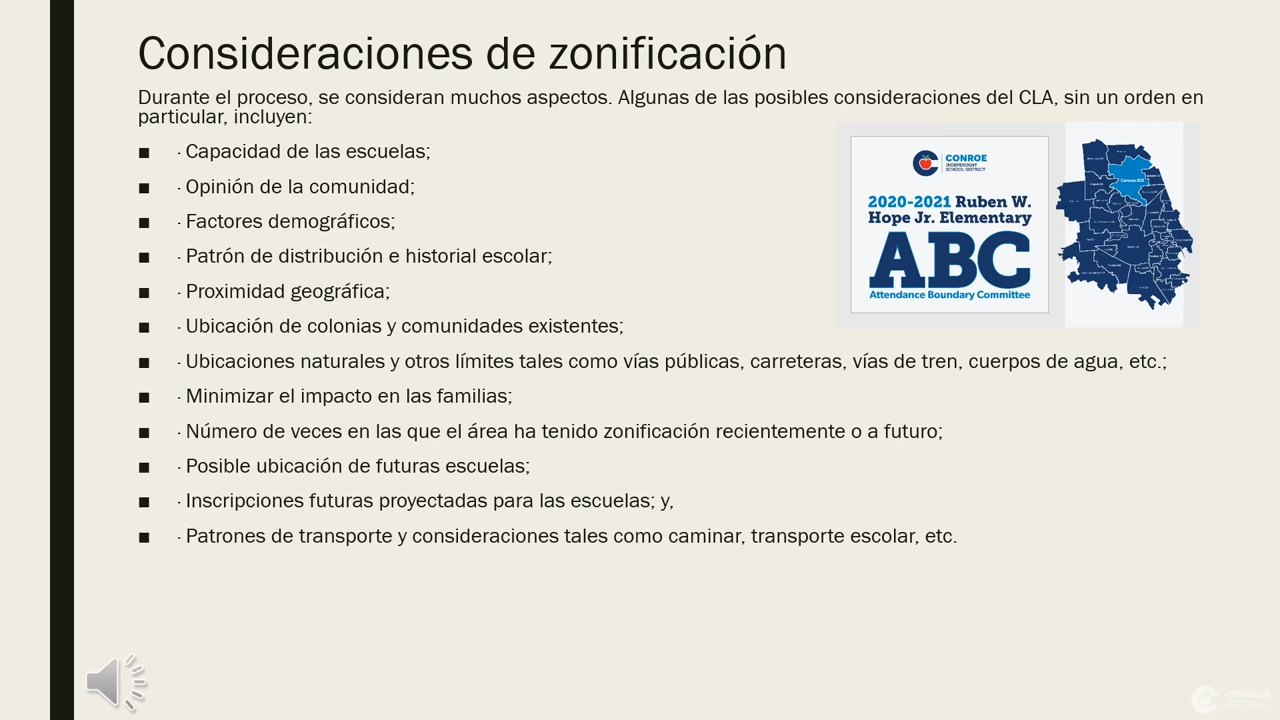 Consideraciones de zonificación
Durante el proceso, se consideran muchos aspectos. Algunas de las posibles consideraciones del CLA, sin un orden en
particular, incluyen:
■ · Capacidad de las escuelas;
■ · Opinión de la comunidad;
■ · Factores demográficos;
■ · Patrón de distribución e historial escolar;
■ · Proximidad geográfica;
■ · Ubicación de colonias y comunidades existentes;
■ · Ubicaciones naturales y otros límites tales como vías públicas, carreteras, vías de tren, cuerpos de agua, etc.;
■ · Minimizar el impacto en las familias;
■ · Número de veces en las que el área ha tenido zonificación recientemente o a futuro;
■ · Posible ubicación de futuras escuelas;
■ · Inscripciones futuras proyectadas para las escuelas; y,
■ · Patrones de transporte y consideraciones tales como caminar, transporte escolar, etc.
CONROE
INDEPENDENT
SCHOOL DISTRICT
2020-2021 Ruben W.
Hope Jr. Elementary
ABC
Attendance Boundary Committee
Conroe ISD
CONROE